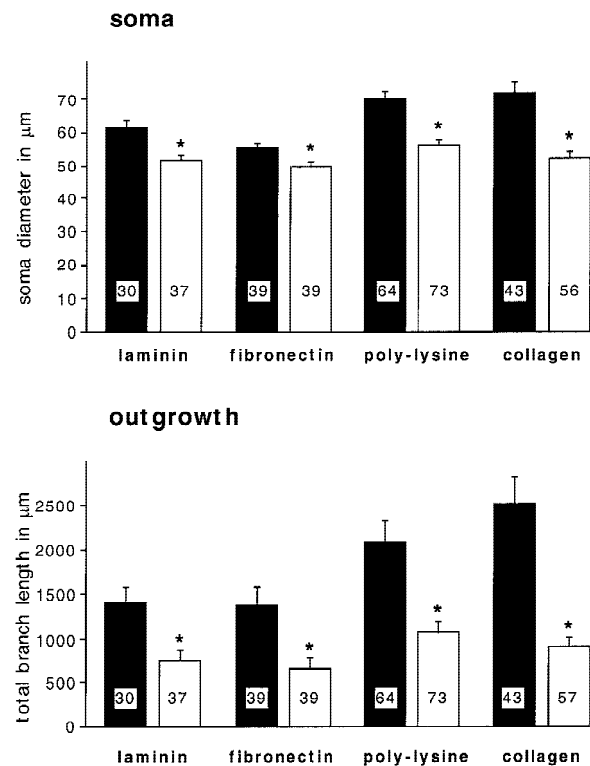 soma
soma diameter in µm
70
60
50
40
30
20
10
0
* * * *
30 37 39 39 64 73 43 56
laminin fibronectin poly-lysine collagen
outgrowth
total branch length in µm
2500
2000
1500
1000
500
0
* * * *
30 37 39 39 64 73 43 57
laminin fibronectin poly-lysine collagen